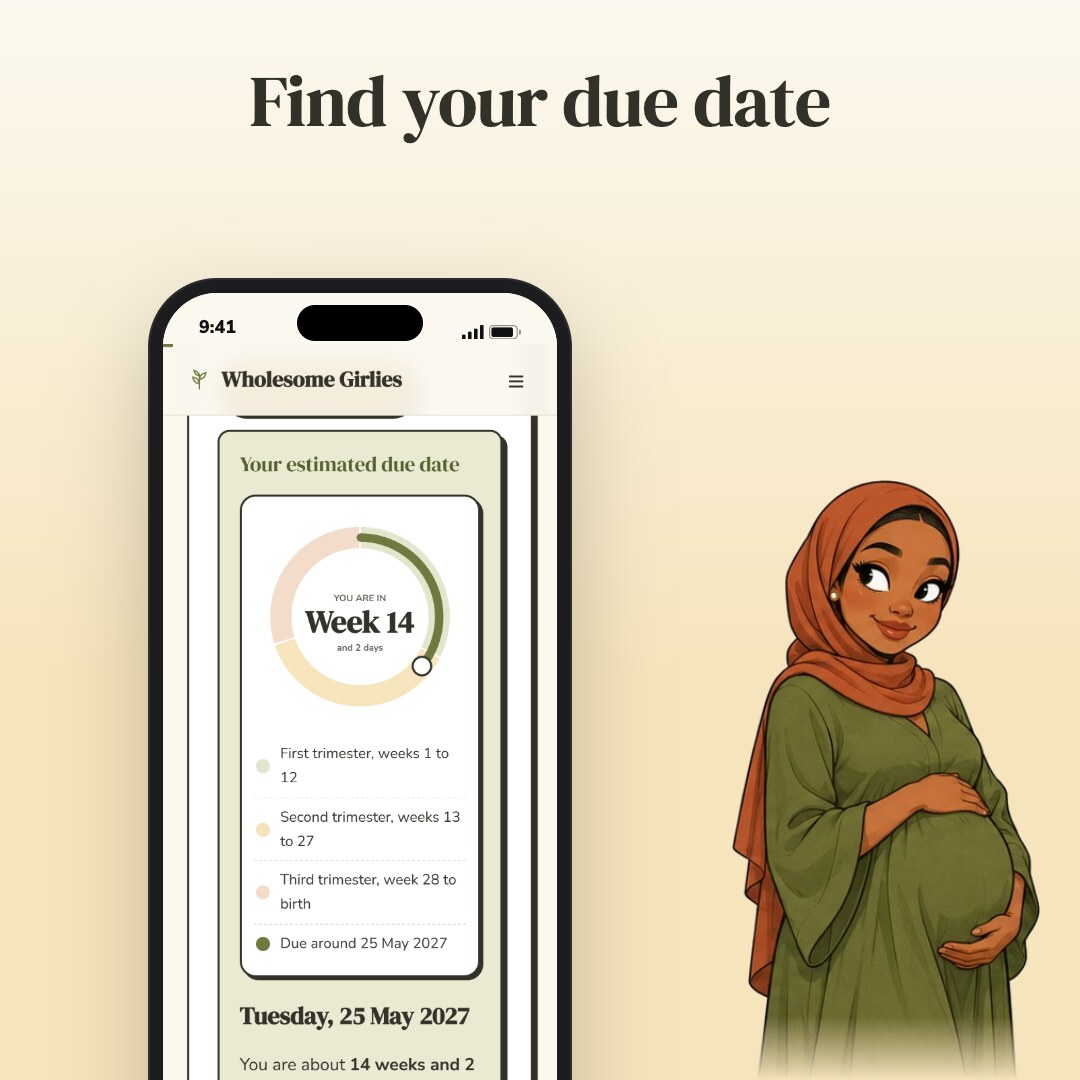 Find your due date
9:41
Wholesome Girlies
Your estimated due date
YOU ARE IN
Week 14
and 2 days
First trimester, weeks 1 to
12
Second trimester, weeks 13
to 27
Third trimester, week 28 to
birth
Due around 25 May 2027
Tuesday, 25 May 2027
You are about 14 weeks and 2